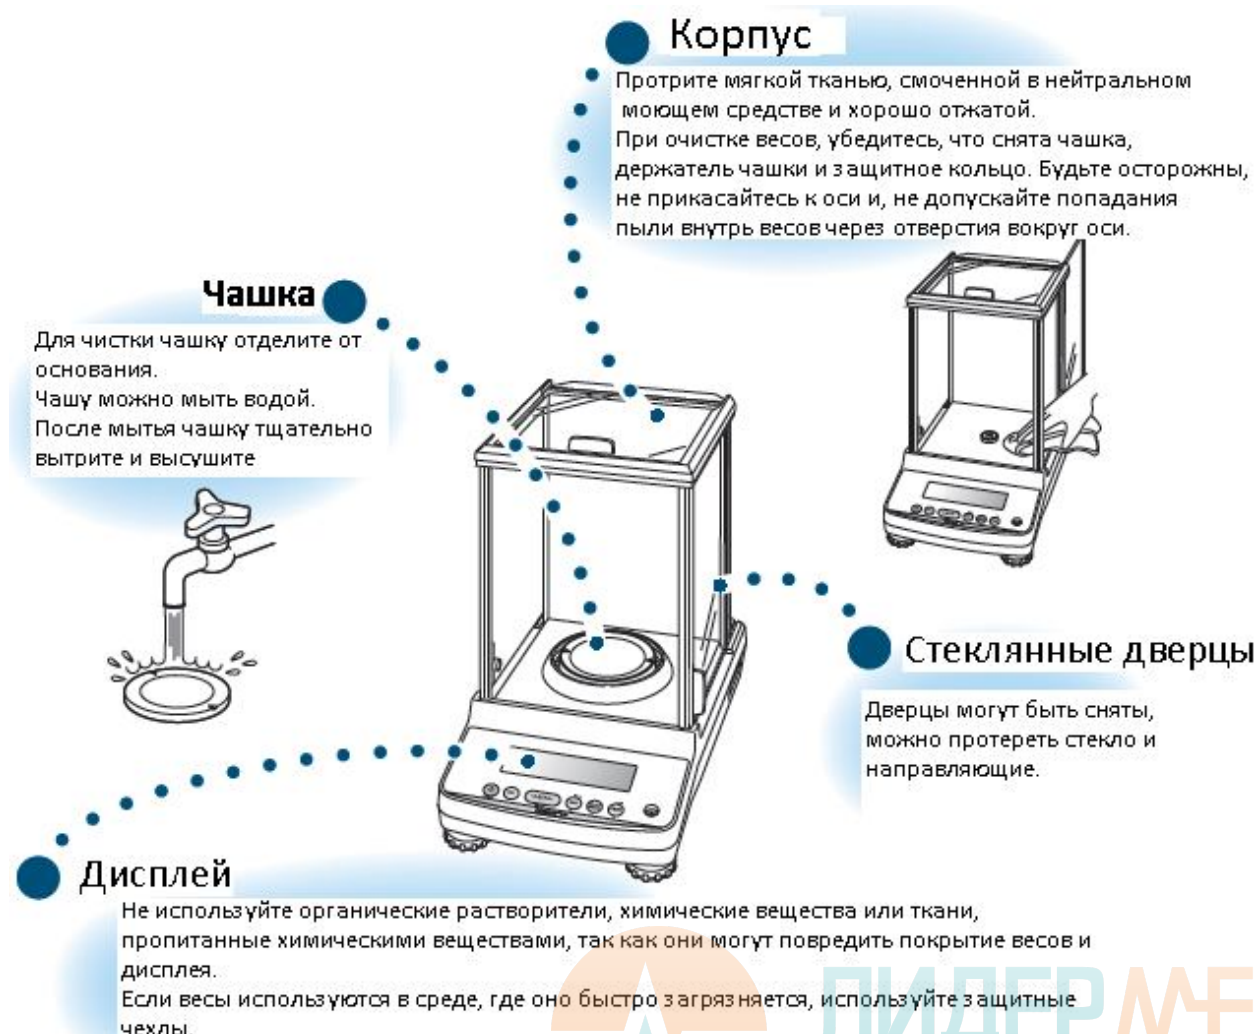 Корпус
Протрите мягкой тканью, смоченной в нейтральном
моющем средстве и хорошо отжатой.
При очистке весов, убедитесь, что снята чашка,
держатель чашки и защитное кольцо. Будьте осторожны,
не прикасайтесь к оси и, не допускайте попадания
пыли внутрь весов через отверстия вокруг оси.
Чашка
Для чистки чашку отделите от
основания.
Чашу можно мыть водой.
После мытья чашку тщательно
вытрите и высушите
Стеклянные дверцы
Дверцы могут быть сняты,
можно протереть стекло и
направляющие.
Дисплей
Не используйте органические растворители, химические вещества или ткани,
пропитанные химическими веществами, так как они могут повредить покрытие весов и
дисплея.
Если весы используются в среде, где оно быстро загрязняется, используйте защитные
чехлы.